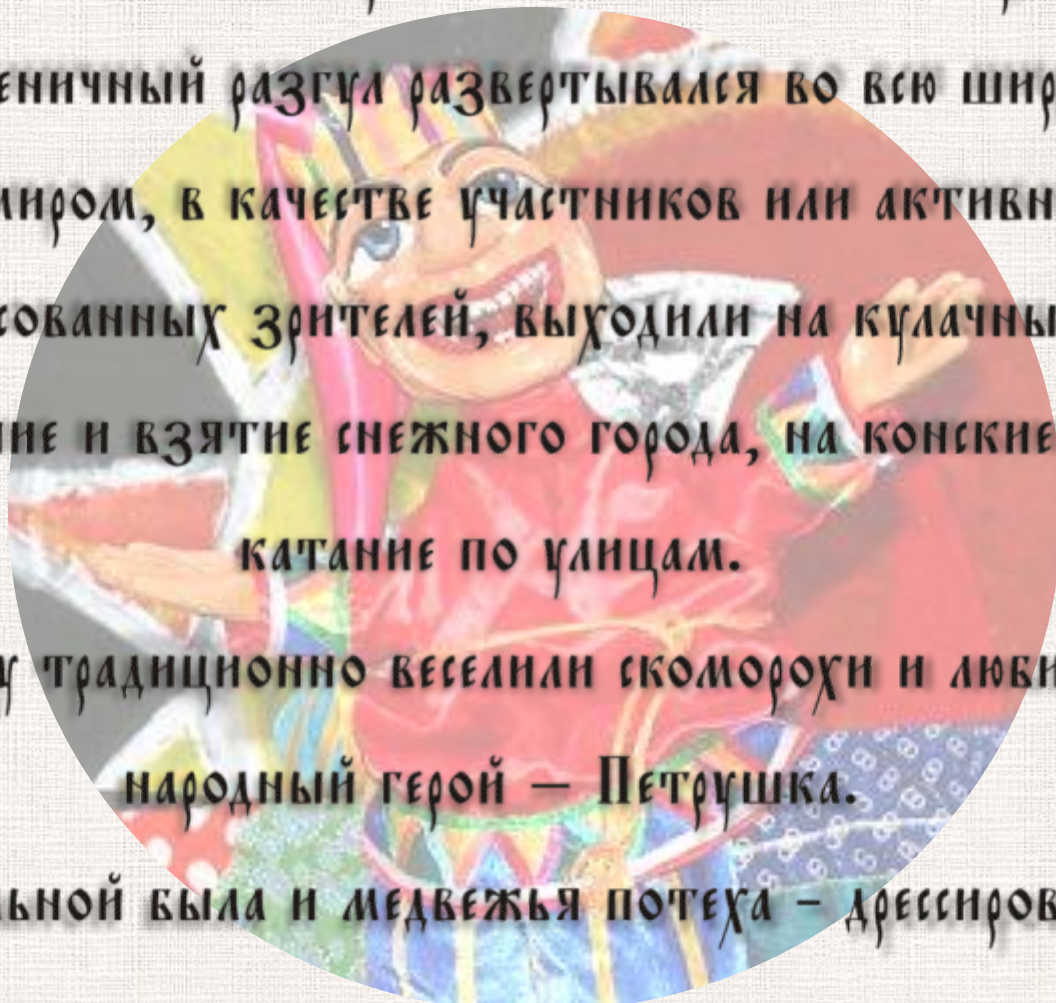 еничный разгул развертывался во всю шир
миром, в качестве участников или активн
сованных зрителей, выходили на кулачны
ние и взятие снежного города, на конские
катание по улицам.
у традиционно веселили скоморохи и люби
народный герой – Петрушка.
льной была и медвежья потеха – дрессиров